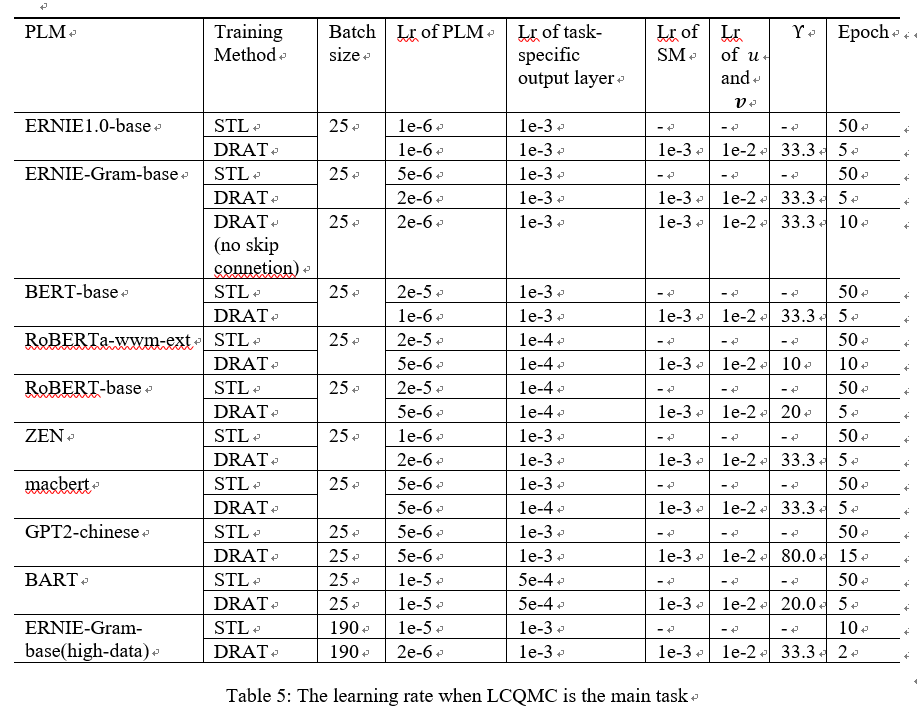 PLM Training Method Batch size Lr of PLM Lr of task-specific output layer Lr of SM Lr of u and v ϒ Epoch
ERNIE1.0-base STL 25 1e-6 1e-3 - - - 50
DRAT 1e-6 1e-3 1e-3 1e-2 33.3 5
ERNIE-Gram-base STL 25 5e-6 1e-3 - - - 50
DRAT 2e-6 1e-3 1e-3 1e-2 33.3 5
DRAT 25 2e-6 1e-3 1e-3 1e-2 33.3 10
(no skip
connetion)
BERT-base STL 25 2e-5 1e-3 - - - 50
DRAT 1e-6 1e-3 1e-3 1e-2 33.3 5
RoBERTa-wwm-ext STL 25 2e-5 1e-4 - - - 50
DRAT 5e-6 1e-4 1e-3 1e-2 10 10
RoBERT-base STL 25 2e-5 1e-4 - - - 50
DRAT 5e-6 1e-4 1e-3 1e-2 20 5
ZEN STL 25 1e-6 1e-3 - - - 50
DRAT 2e-6 1e-3 1e-3 1e-2 33.3 5
macbert STL 25 5e-6 1e-3 - - - 50
DRAT 5e-6 1e-4 1e-3 1e-2 33.3 5
GPT2-chinese STL 25 5e-6 1e-3 - - - 50
DRAT 25 5e-6 1e-3 1e-3 1e-2 80.0 15
BART STL 25 1e-5 5e-4 - - - 50
DRAT 25 1e-5 5e-4 1e-3 1e-2 20.0 5
ERNIE-Gram- STL 190 1e-5 1e-3 - - - 10
base(high-data) DRAT 190 2e-6 1e-3 1e-3 1e-2 33.3 2
Table 5: The learning rate when LCQMC is the main task